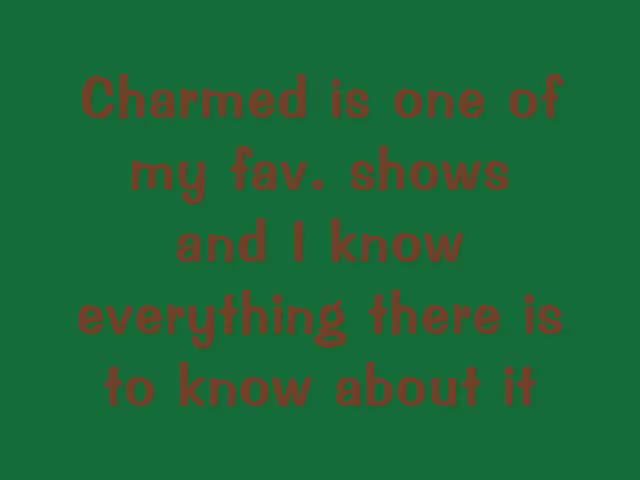 Charmed is one of
my fav. shows
and I know
everything there is
to know about it